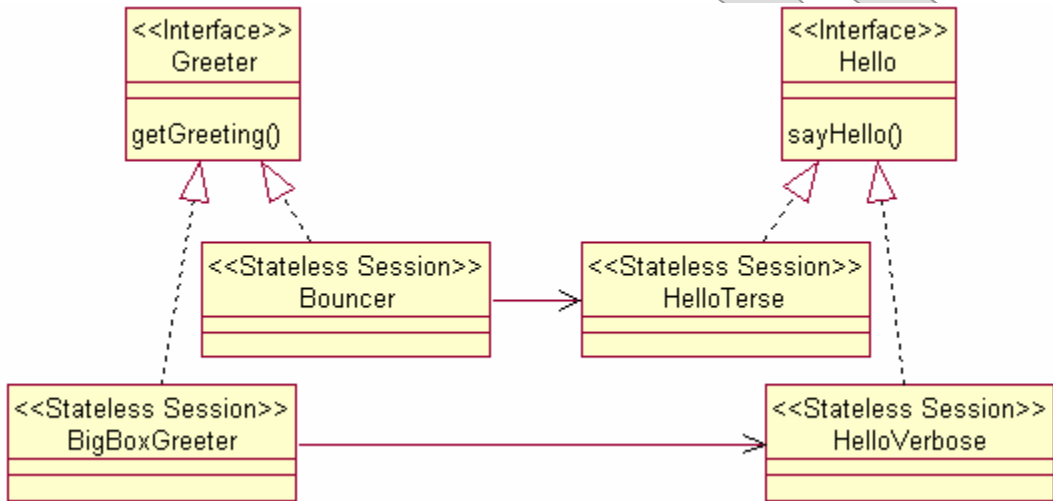 <<Interface>>
Greeter
getGreeting()
<<Interface>>
Hello
sayHello()
<<Stateless Session>>
Bouncer
<<Stateless Session>>
HelloTerse
<<Stateless Session>>
BigBoxGreeter
<<Stateless Session>>
HelloVerbose